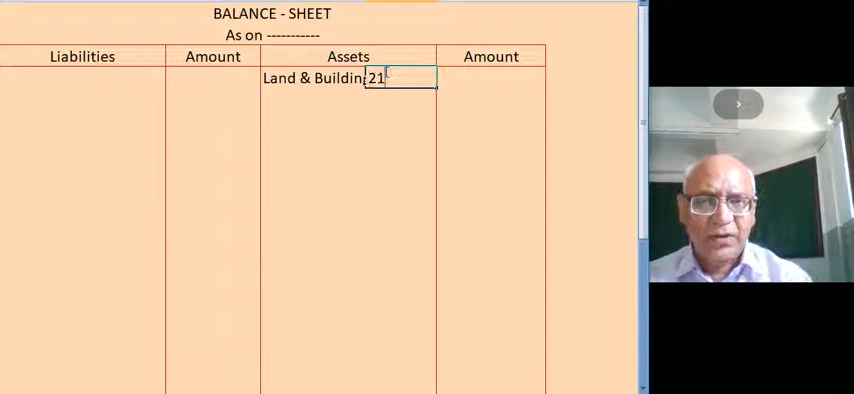 BALANCE - SHEET
As on -----------
Liabilities Amount Assets Amount
Land & Buildin 21